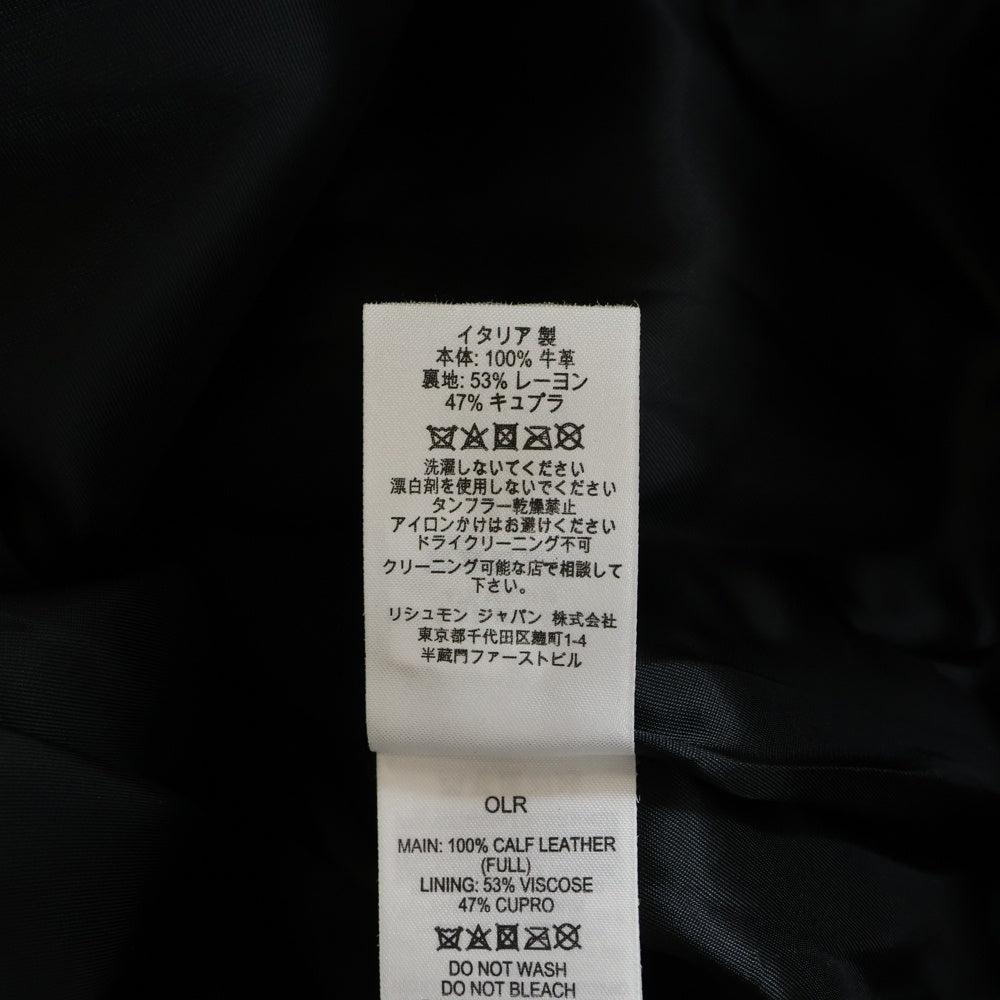 イタリア 製
本体: 100% 牛革
裏地: 53% レーヨン
47% キュプラ
洗濯しないてください
漂白剤を使用しないでください
タンフラー乾燥禁止
アイロンかけはお避けください
ドライクリーニング不可
クリーニング可能な店で相談して
下さい。
リシュモン ジャパン 株式会社
東京都千代田区麹町1-4
半蔵門ファーストビル
OLR
MAIN: 100% CALF LEATHER
(FULL)
LINING: 53% VISCOSE
47% CUPRO
DO NOT WASH
DO NOT BLEACH